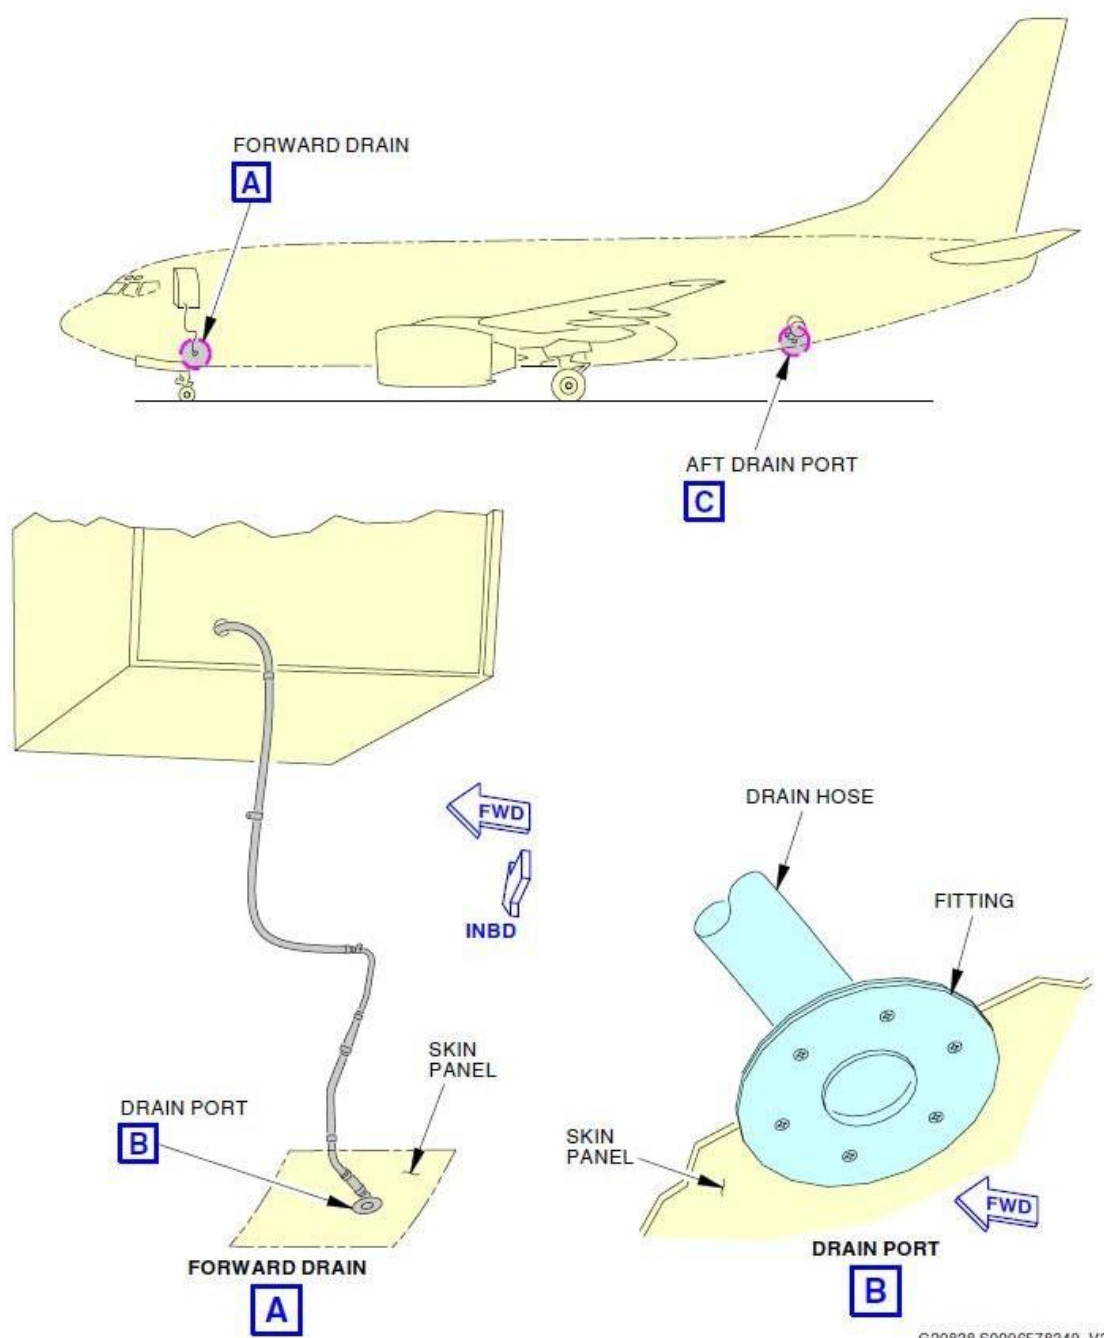 FORWARD DRAIN
A
AFT DRAIN PORT
C
FWD
INBD
SKIN
PANEL
DRAIN PORT
B
FORWARD DRAIN
A
DRAIN HOSE
FITTING
SKIN
PANEL
FWD
DRAIN PORT
B